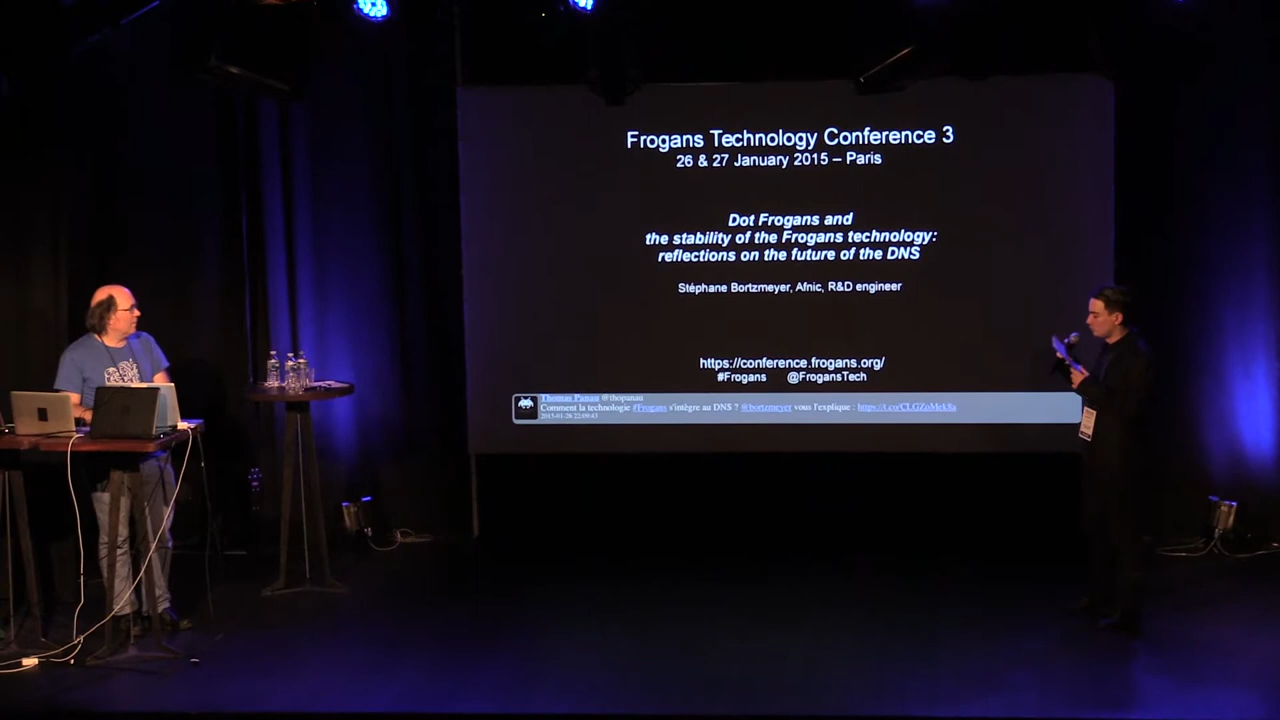 Frogans Technology Conference 3
26 & 27 January 2015 – Paris
Dot Frogans and
the stability of the Frogans technology:
reflections on the future of the DNS
Stéphane Bortzmeyer, Afnic, R&D engineer
https://conference.frogans.org/
#Frogans @FrogansTech
Thomas Panau @thopanau
Comment la technologie #Frogans s'intègre au DNS ? @bortzmeyer vous l'explique :